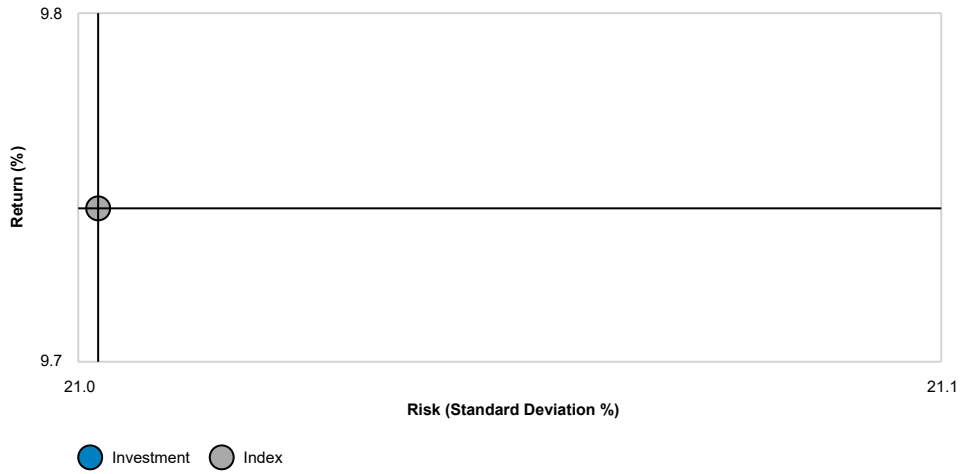 9.8
Return (%)
9.7
21.0
21.1
Risk (Standard Deviation %)
Investment
Index